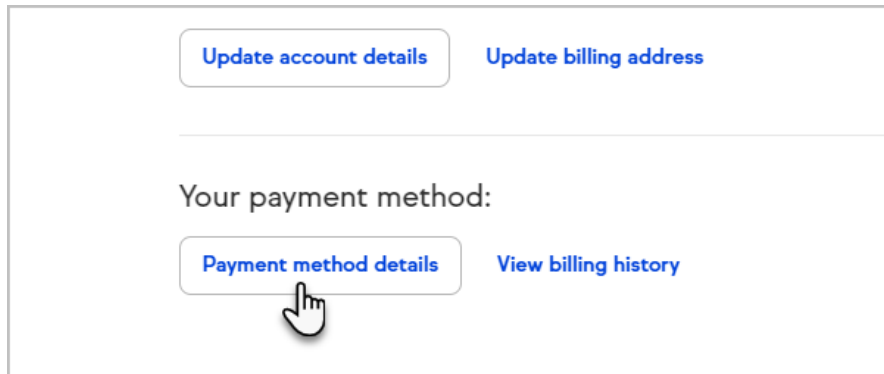 Update account details Update billing address
Your payment method:
Payment method details View billing history